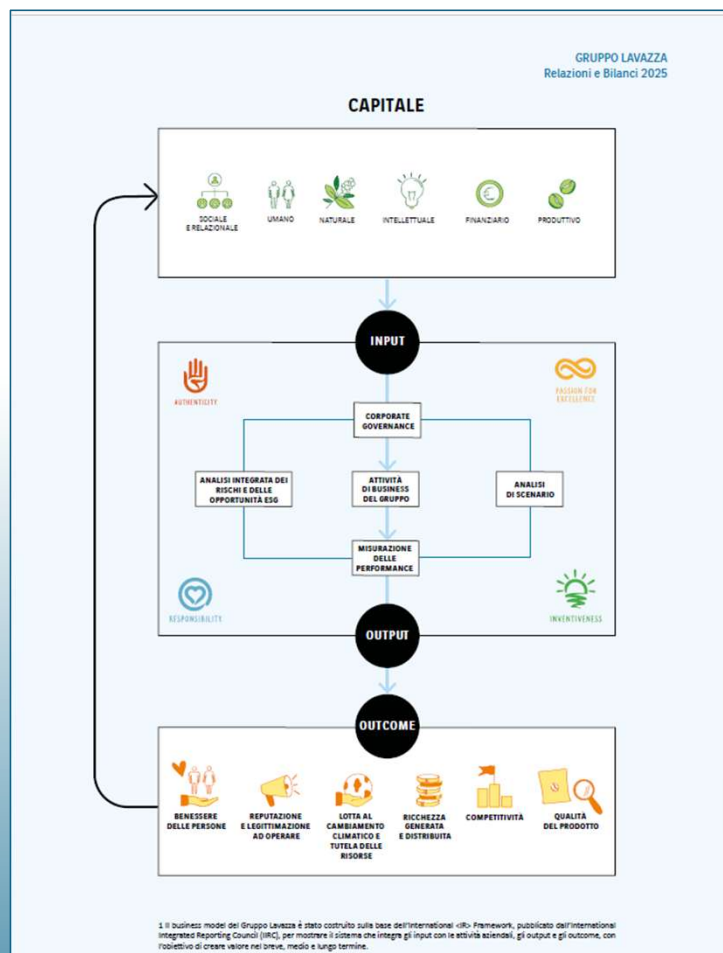 GRUPPO LAVAZZA
Relazioni e Bilanci 2025
CAPITALE
SOCIALE
E RELAZIONALE
UMANO
NATURALE
INTELLETTUALE
FINANZIARIO
PRODUTTIVO
INPUT
AUTHENTICITY
PASSION FOR
EXCELLENCE
CORPORATE
GOVERNANCE
ANALISI INTEGRATA DEI
RISCHI E DELLE
OPPORTUNITÀ ESG
ATTIVITÀ
DI BUSINESS
DEL GRUPPO
ANALISI
DI SCENARIO
MISURAZIONE
DELLE
PERFORMANCE
RESPONSIBILITY
INVENTIVENESS
OUTPUT
OUTCOME
BENESSERE
DELLE PERSONE
REPUTAZIONE
E LEGITTIMAZIONE
AD OPERARE
LOTTA AL
CAMBIAMENTO
CLIMATICO E
TUTELA DELLE
RISORSE
RICCHEZZA
GENERATA
E DISTRIBUITA
COMPETITIVITÀ
QUALITÀ
DEL PRODOTTO
1 Il business model del Gruppo Lavazza è stato costruito sulla base dell'International <IR> Framework, pubblicato dall'International
Integrated Reporting Council (IIRC), per mostrare il sistema che integra gli input con le attività aziendali, gli output e gli outcome, con
l'obiettivo di creare valore nel breve, medio e lungo termine.